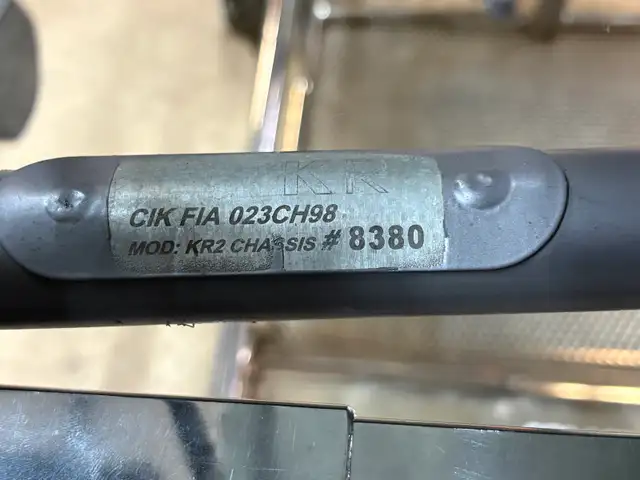 KR
CIK FIA 023CH98
MOD: KR2 CHASSIS # 8380